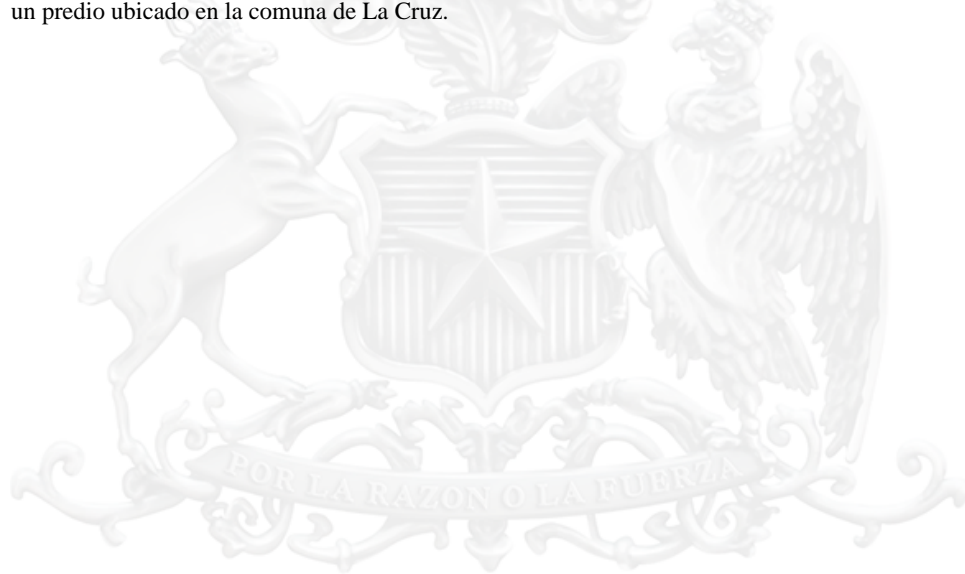 un predio ubicado en la comuna de La Cruz.
POR LA RAZON O LA FUERZA